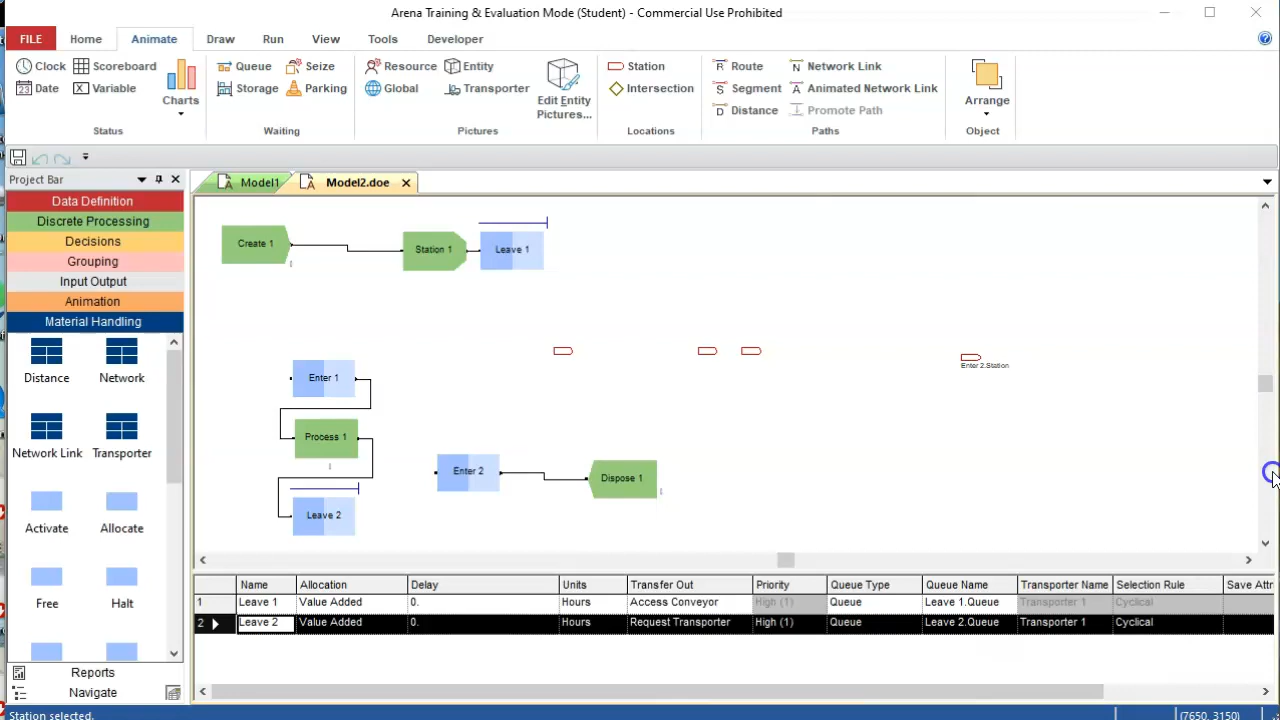 Arena Training & Evaluation Mode (Student) - Commercial Use Prohibited
FILE Home Animate Draw Run View Tools Developer
Clock Scoreboard Queue Seize Resource Entity Station Route Network Link
Date Variable Charts Storage Parking Global Transporter Edit Entity Pictures... Intersection Segment Animated Network Link Arrange
Distance Promote Path
Status Waiting Pictures Locations Paths Object
Project Bar Model1 Model2.doe
Data Definition
Discrete Processing
Decisions
Grouping
Input Output
Animation
Material Handling
Distance Network
Network Link Transporter
Activate Allocate
Free Halt
Reports
Navigate
Create 1 Station 1 Leave 1
Enter 2.Station
Enter 1
Process 1
Enter 2 Dispose 1
Leave 2
Name Allocation Delay Units Transfer Out Priority Queue Type Queue Name Transporter Name Selection Rule Save Attr
1 Leave 1 Value Added 0. Hours Access Conveyor High (1) Queue Leave 1.Queue Transporter 1 Cyclical
2 Leave 2 Value Added 0. Hours Request Transporter High (1) Queue Leave 2.Queue Transporter 1 Cyclical
Station selected. (7650, 3150)